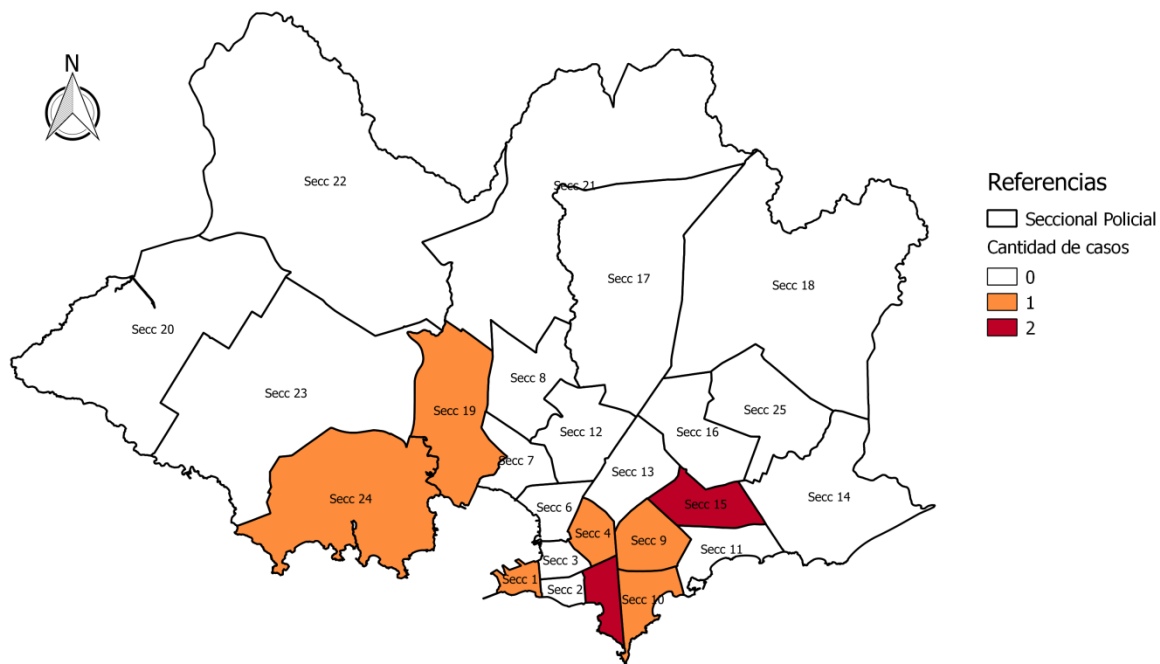 N
Secc 22
Secc 21
Secc 17
Secc 18
Secc 20
Secc 23
Secc 19
Secc 8
Secc 12
Secc 16
Secc 25
Secc 7
Secc 13
Secc 24
Secc 6
Secc 15
Secc 14
Secc 4
Secc 9
Secc 11
Secc 3
Secc 1
Secc 2
Secc 10
Referencias
Seccional Policial
Cantidad de casos
0
1
2